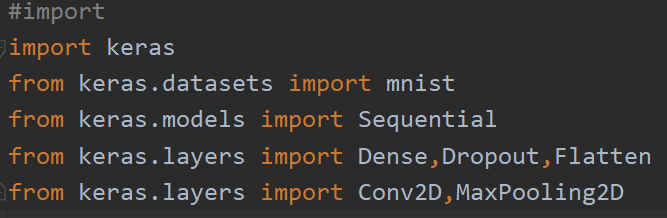 #import
import keras
from keras.datasets import mnist
from keras.models import Sequential
from keras.layers import Dense,Dropout,Flatten
from keras.layers import Conv2D,MaxPooling2D